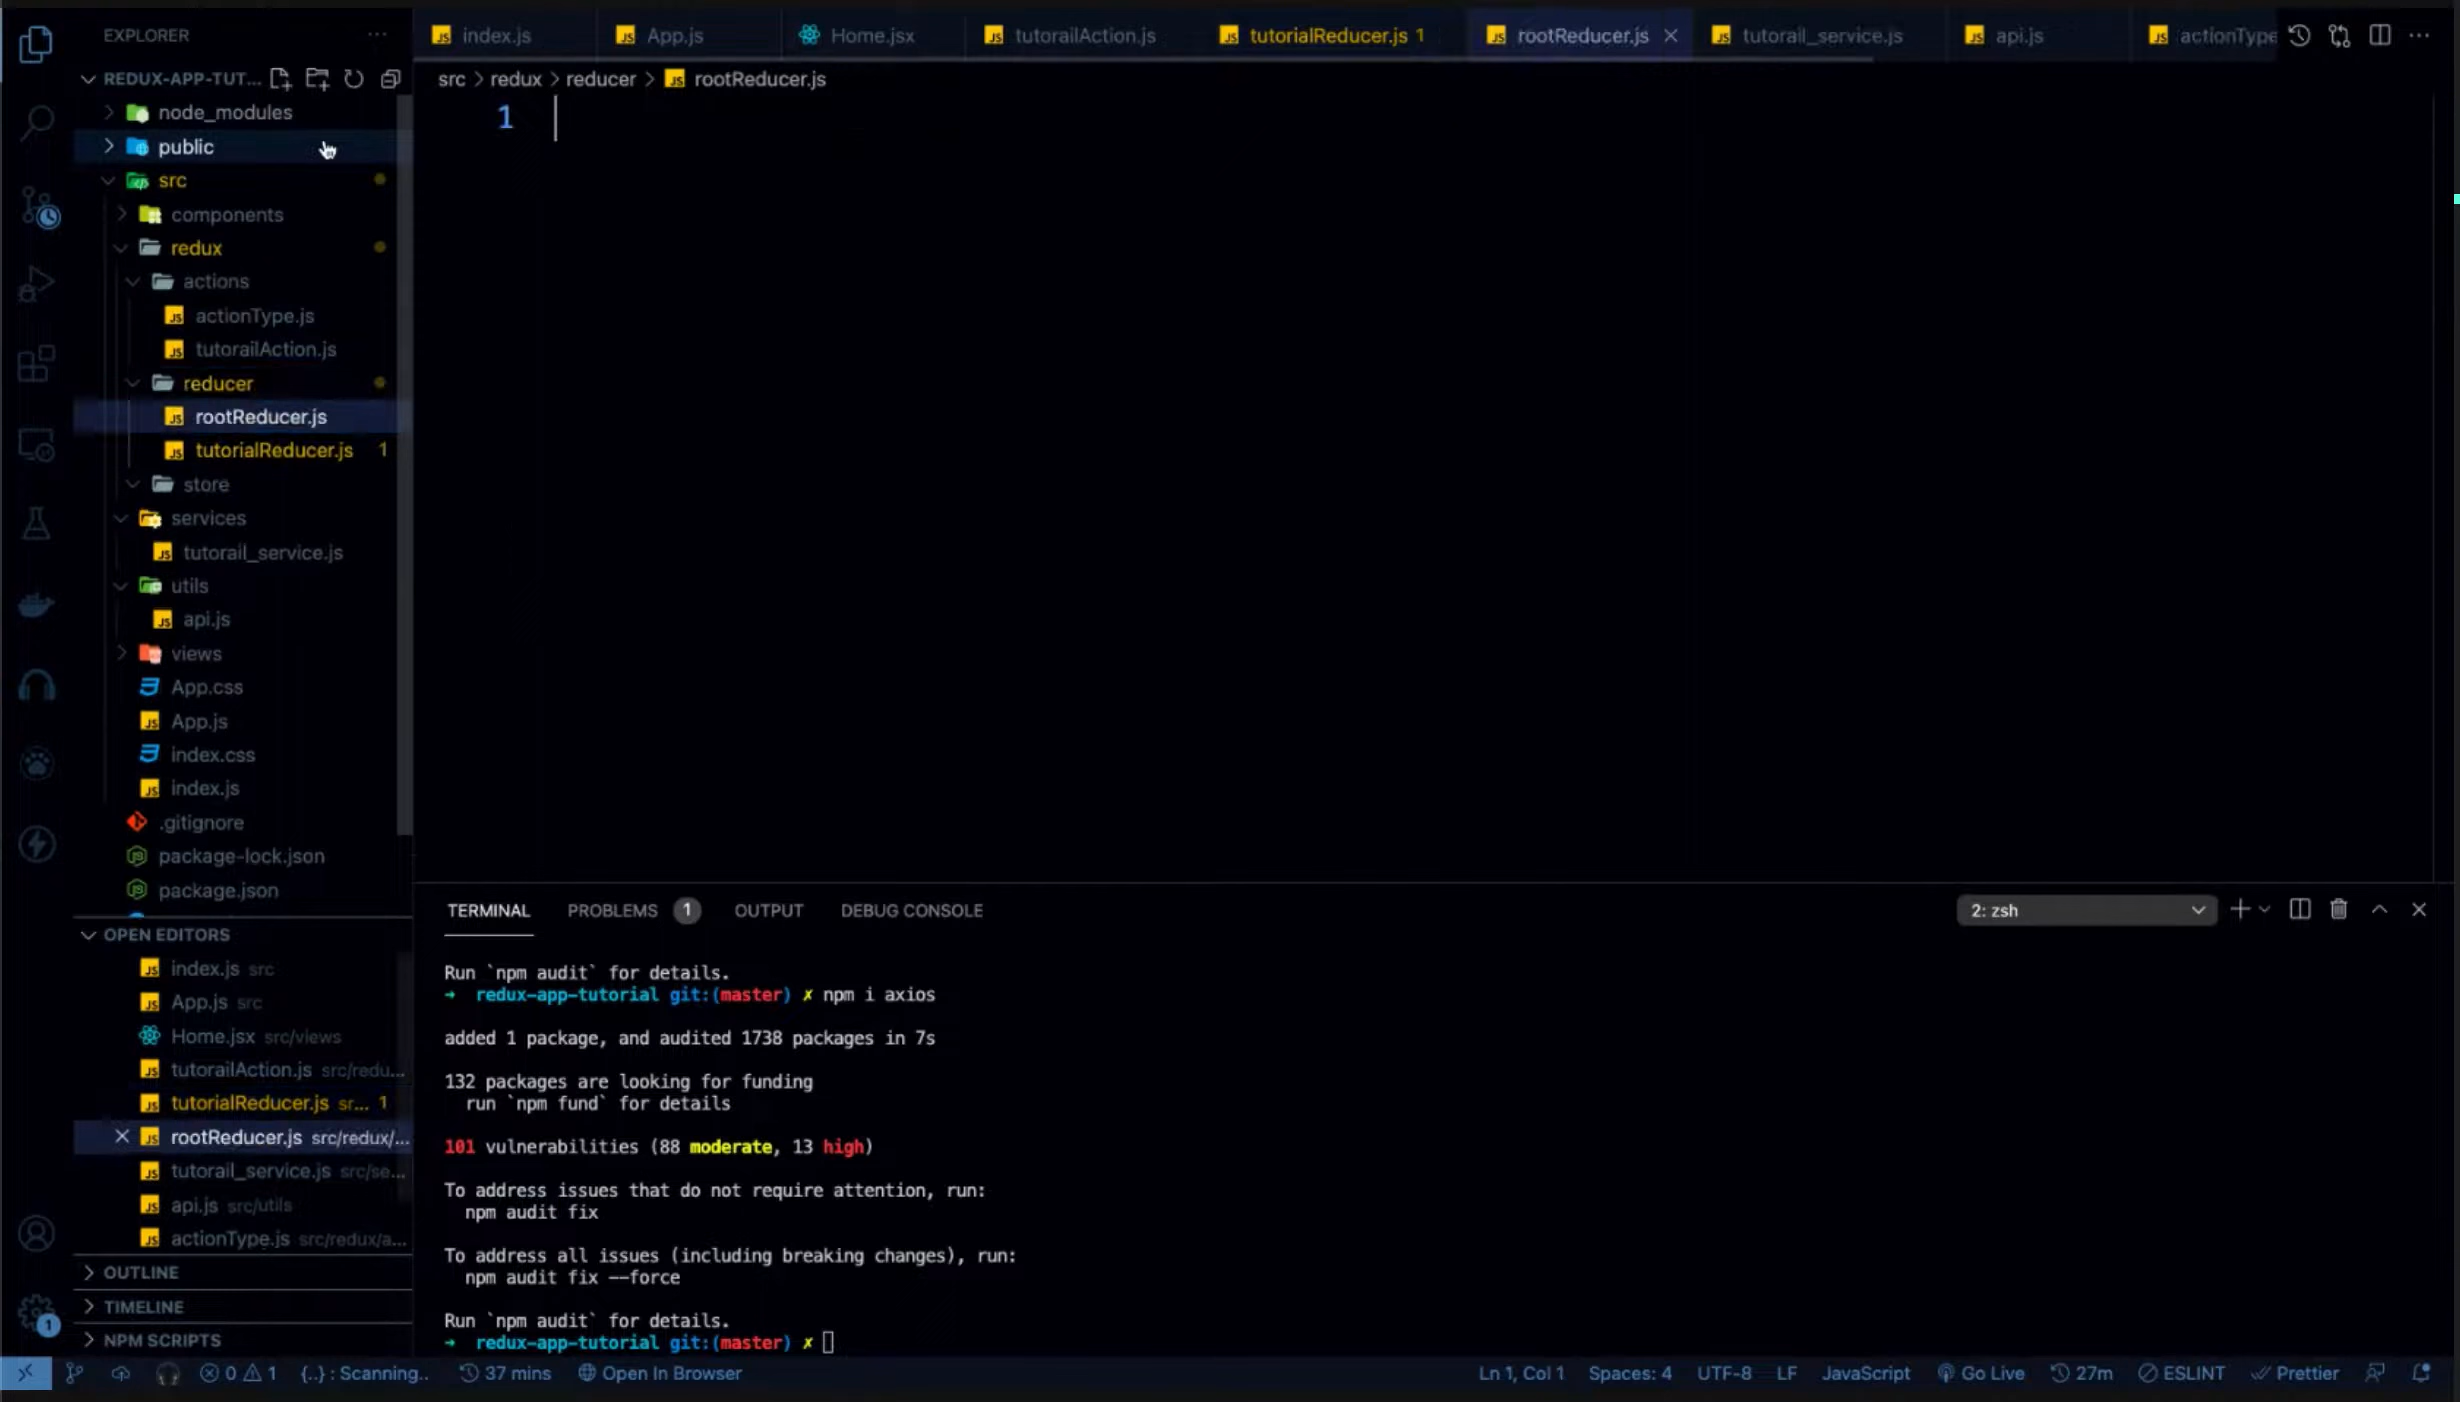 EXPLORER
REDUX-APP-TUT...
node_modules
public
src
components
redux
actions
actionType.js
tutorailAction.js
reducer
rootReducer.js
tutorialReducer.js 1
store
services
tutorail_service.js
utils
api.js
views
App.css
App.js
index.css
index.js
.gitignore
package-lock.json
package.json
OPEN EDITORS
index.js src
App.js src
Home.jsx src/views
tutorailAction.js src/redu...
tutorialReducer.js sr... 1
rootReducer.js src/redux/...
tutorail_service.js src/se...
api.js src/utils
actionType.js src/redux/a...
OUTLINE
TIMELINE
NPM SCRIPTS
1
index.js App.js Home.jsx tutorailAction.js tutorialReducer.js 1 rootReducer.js tutorail_service.js api.js actionType
src > redux > reducer > rootReducer.js
1
TERMINAL PROBLEMS 1 OUTPUT DEBUG CONSOLE 2: zsh
Run `npm audit` for details.
→ redux-app-tutorial git:(master) ✗ npm i axios
added 1 package, and audited 1738 packages in 7s
132 packages are looking for funding
run `npm fund` for details
101 vulnerabilities (88 moderate, 13 high)
To address issues that do not require attention, run:
npm audit fix
To address all issues (including breaking changes), run:
npm audit fix --force
Run `npm audit` for details.
→ redux-app-tutorial git:(master) ✗
0 1 {..} : Scanning.. 37 mins Open In Browser Ln 1, Col 1 Spaces: 4 UTF-8 LF JavaScript Go Live 27m ESLINT Prettier